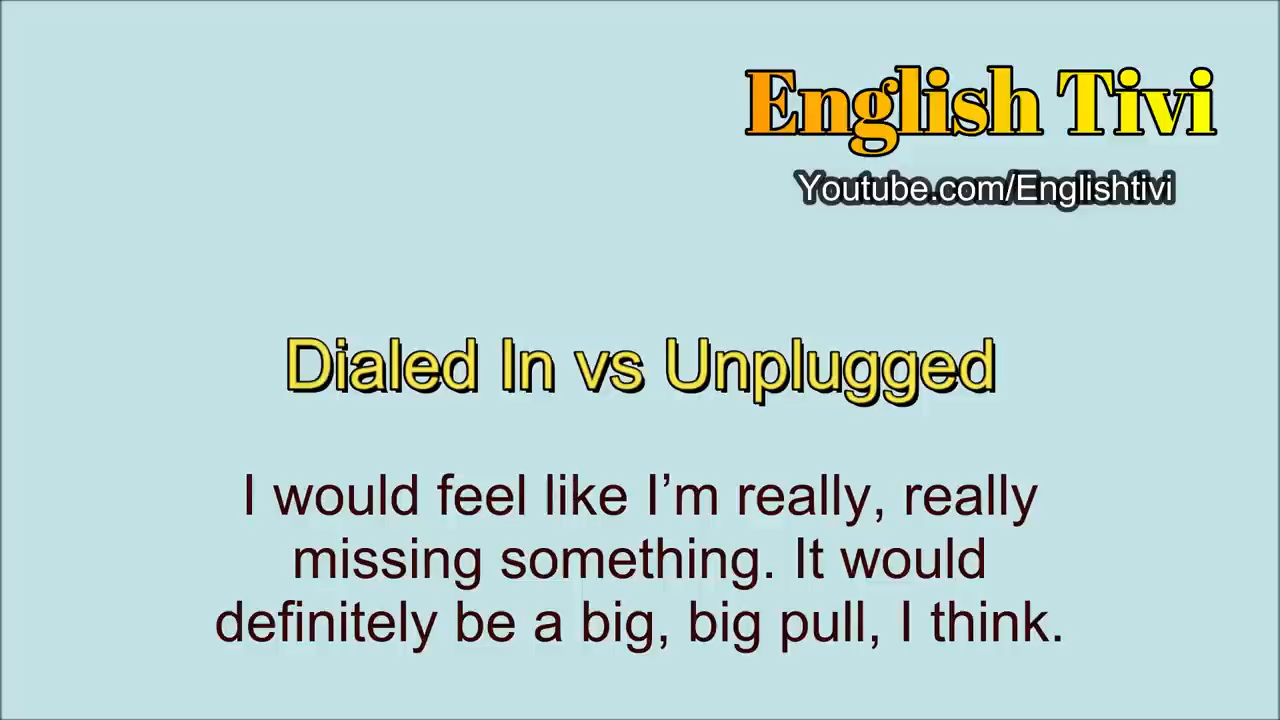 English Tivi
Youtube.com/Englishtivi
Dialed In vs Unplugged
I would feel like I’m really, really
missing something. It would
definitely be a big, big pull, I think.